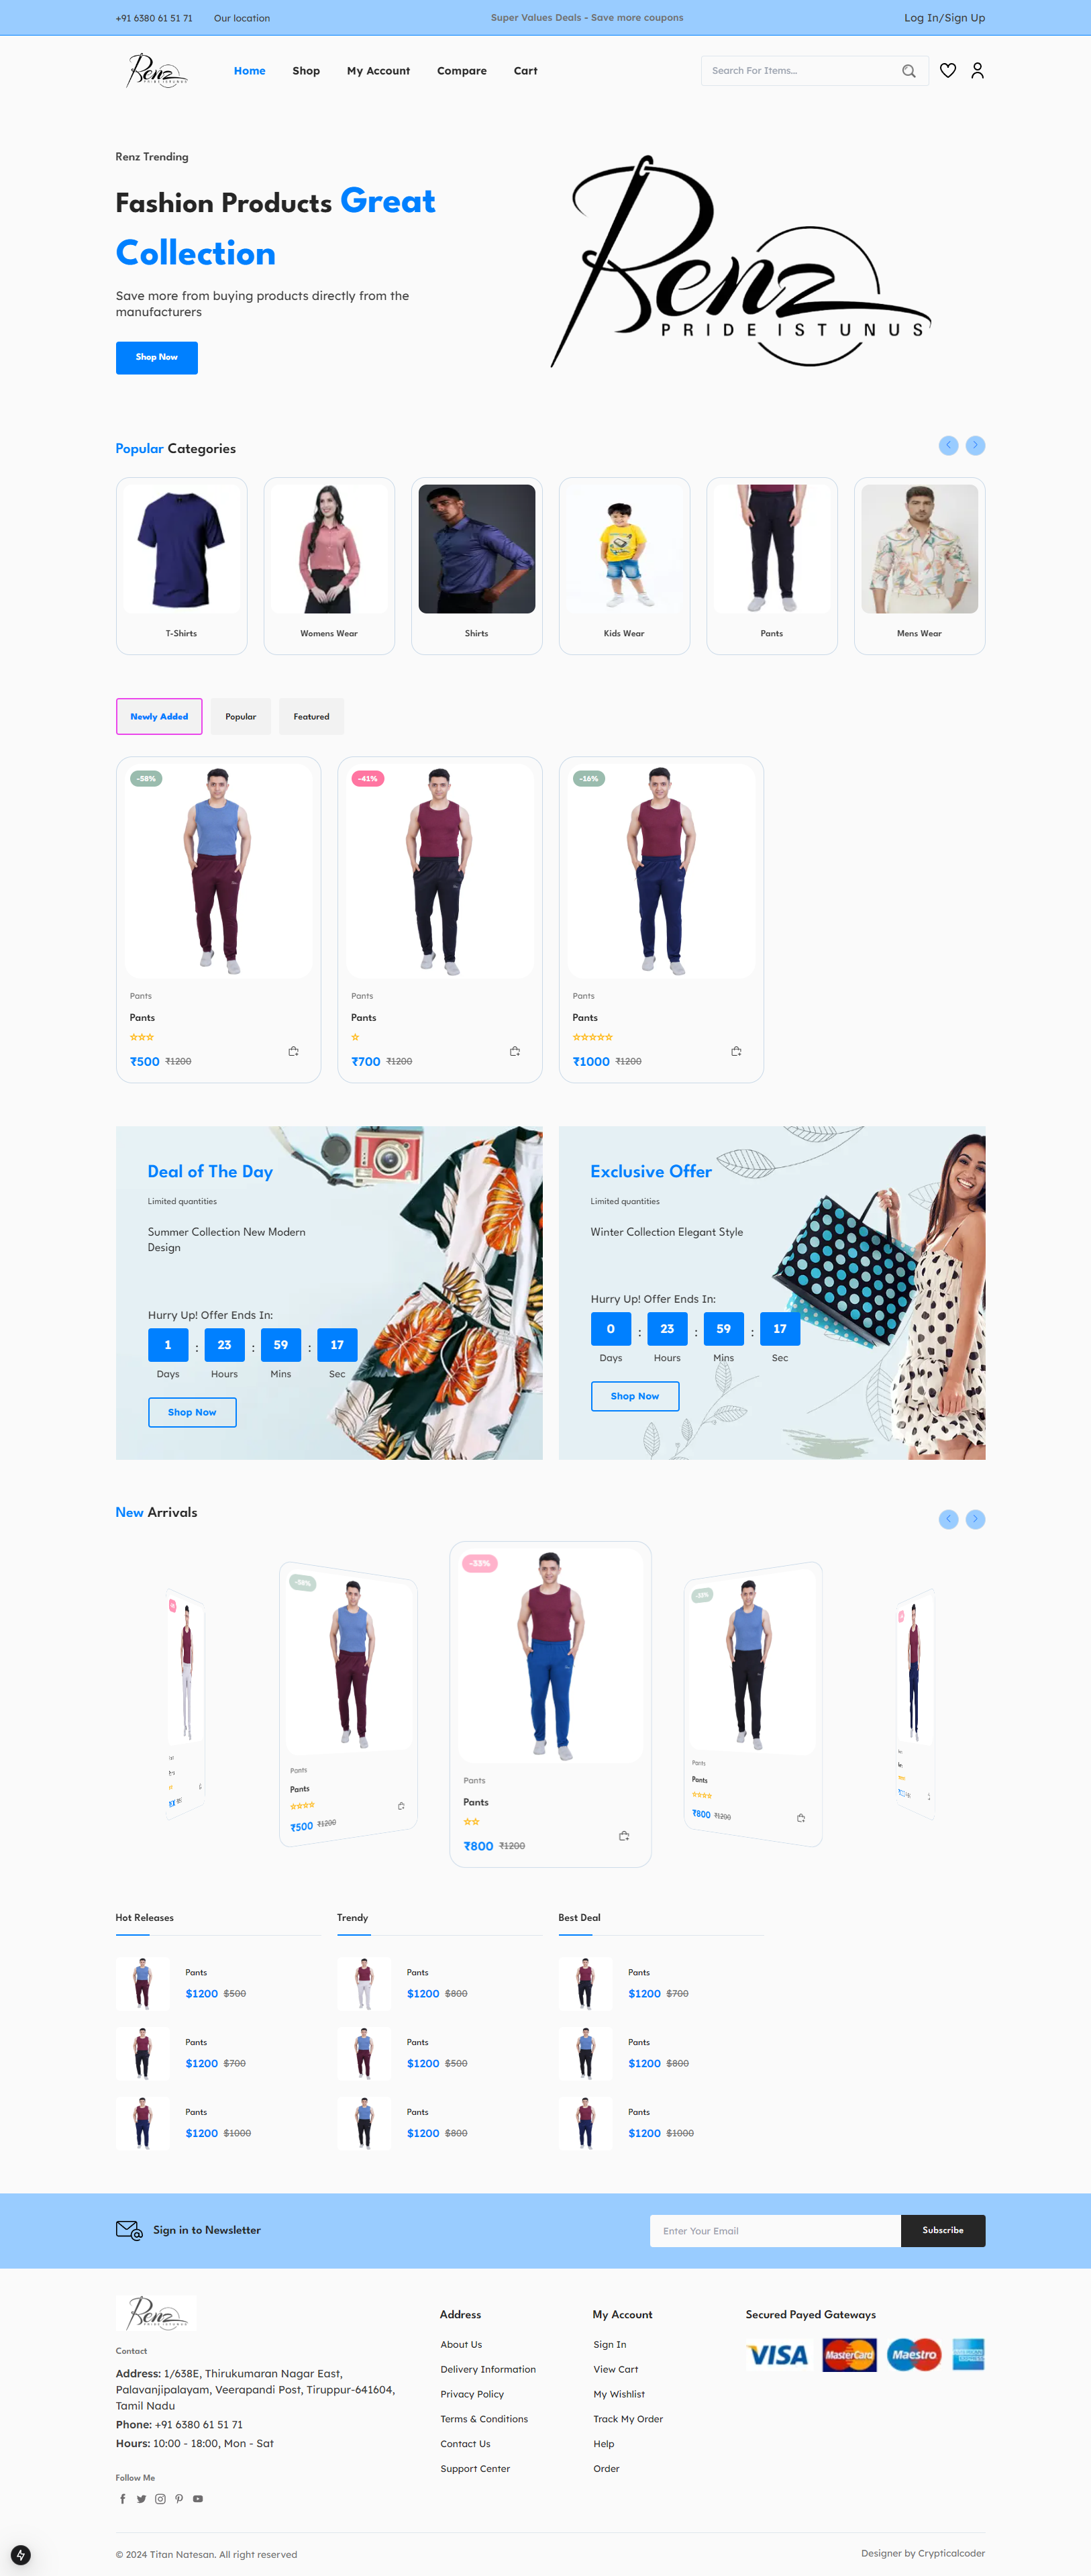 +91 6380 61 51 71
Our location
Super Values Deals - Save more coupons
Log In/Sign Up
Renz
PRIDE ISTUNUS
Home
Shop
My Account
Compare
Cart
Search For Items...
Renz Trending
Fashion Products Great
Collection
Save more from buying products directly from the
manufacturers
Shop Now
Renz
PRIDE ISTUNUS
Popular Categories
T-Shirts
Womens Wear
Shirts
Kids Wear
Pants
Mens Wear
Newly Added
Popular
Featured
-58%
Pants
Pants
₹500 ₹1200
-41%
Pants
Pants
₹700 ₹1200
-16%
Pants
Pants
₹1000 ₹1200
Deal of The Day
Limited quantities
Summer Collection New Modern
Design
Hurry Up! Offer Ends In:
1 : 23 : 59 : 17
Days Hours Mins Sec
Shop Now
Exclusive Offer
Limited quantities
Winter Collection Elegant Style
Hurry Up! Offer Ends In:
0 : 23 : 59 : 17
Days Hours Mins Sec
Shop Now
New Arrivals
-58%
Pants
Pants
₹500 ₹1200
-33%
Pants
Pants
₹800 ₹1200
Pants
Pants
₹800 ₹1200
Hot Releases
Pants
$1200 $500
Pants
$1200 $700
Pants
$1200 $1000
Trendy
Pants
$1200 $800
Pants
$1200 $500
Pants
$1200 $800
Best Deal
Pants
$1200 $700
Pants
$1200 $800
Pants
$1200 $1000
Sign in to Newsletter
Enter Your Email
Subscribe
Renz
Contact
Address: 1/638E, Thirukumaran Nagar East,
Palavanjipalayam, Veerapandi Post, Tiruppur-641604,
Tamil Nadu
Phone: +91 6380 61 51 71
Hours: 10:00 - 18:00, Mon - Sat
Follow Me
Address
About Us
Delivery Information
Privacy Policy
Terms & Conditions
Contact Us
Support Center
My Account
Sign In
View Cart
My Wishlist
Track My Order
Help
Order
Secured Payed Gateways
VISA
MasterCard
Maestro
AMERICAN EXPRESS
© 2024 Titan Natesan. All right reserved
Designer by Crypticalcoder